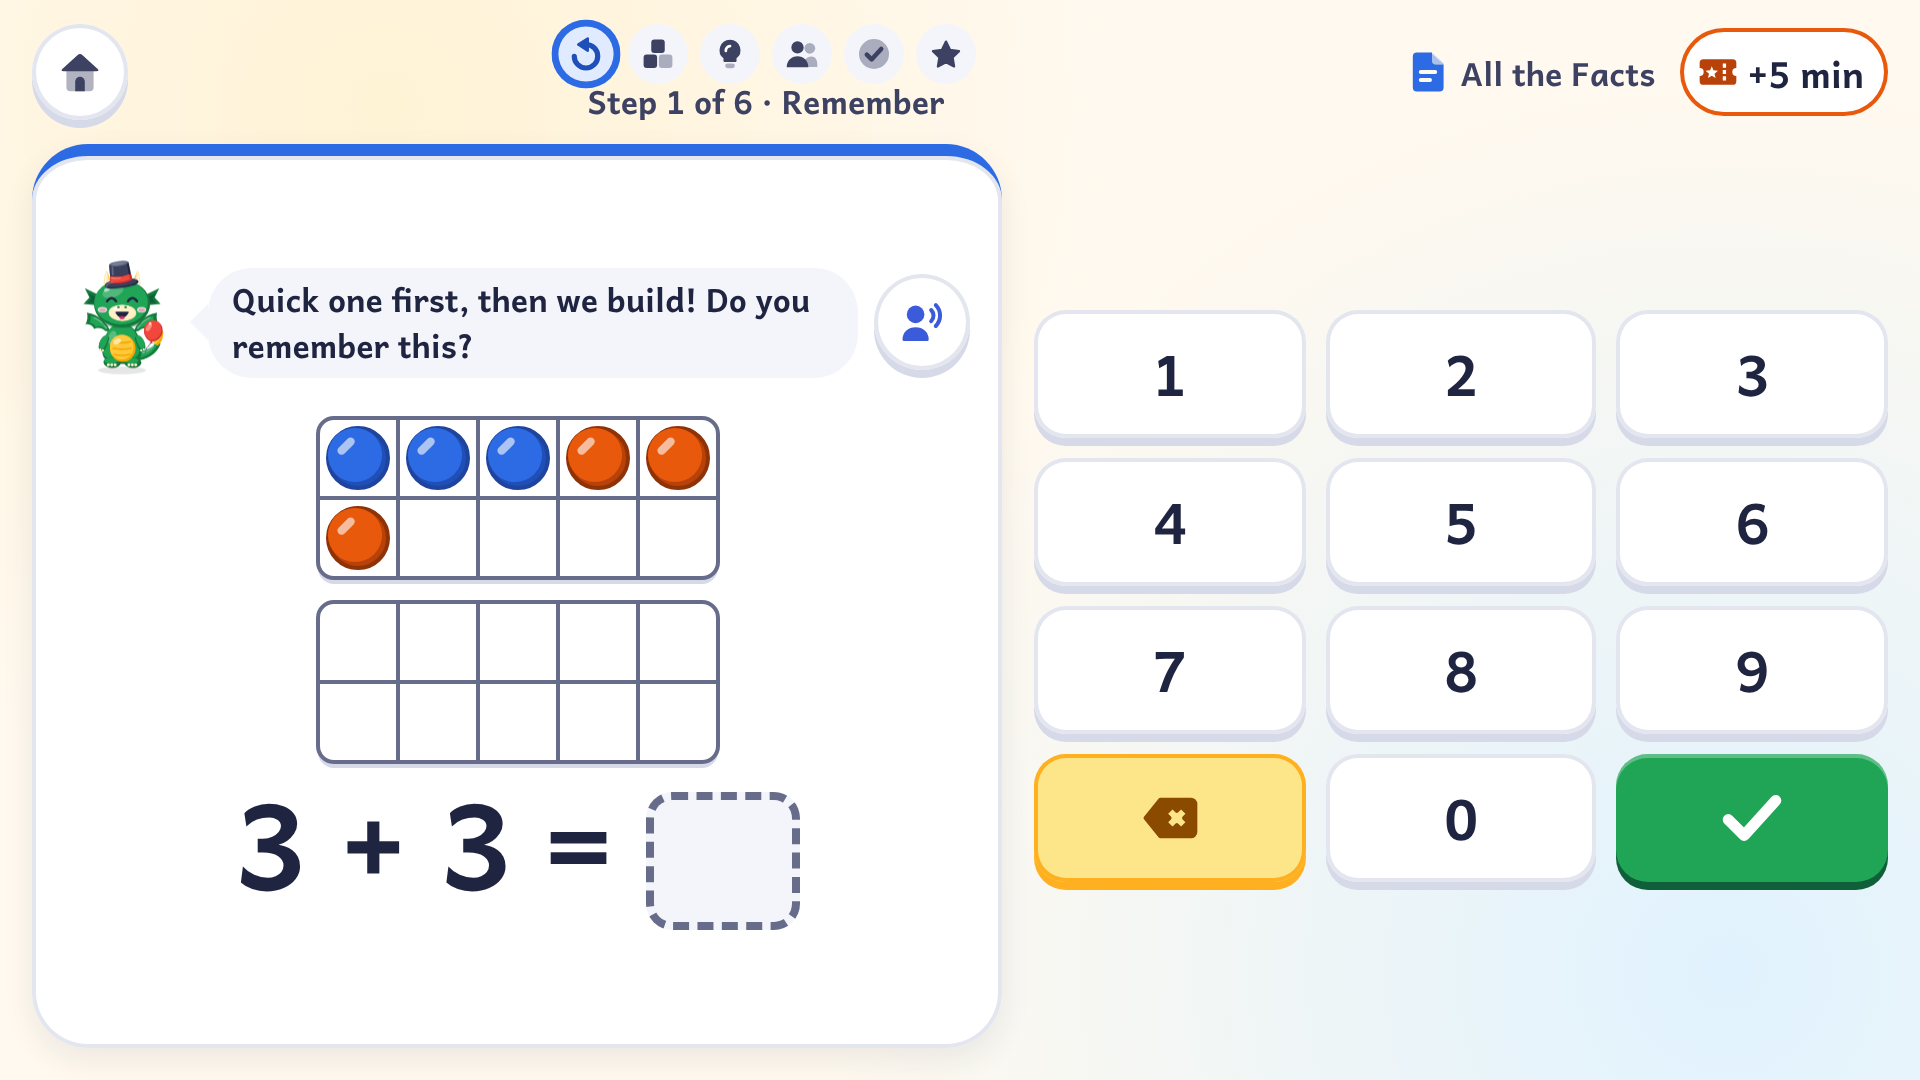 Step 1 of 6 · Remember
All the Facts
+5 min
Quick one first, then we build! Do you
remember this?
3 + 3 =
1 2 3
4 5 6
7 8 9
0